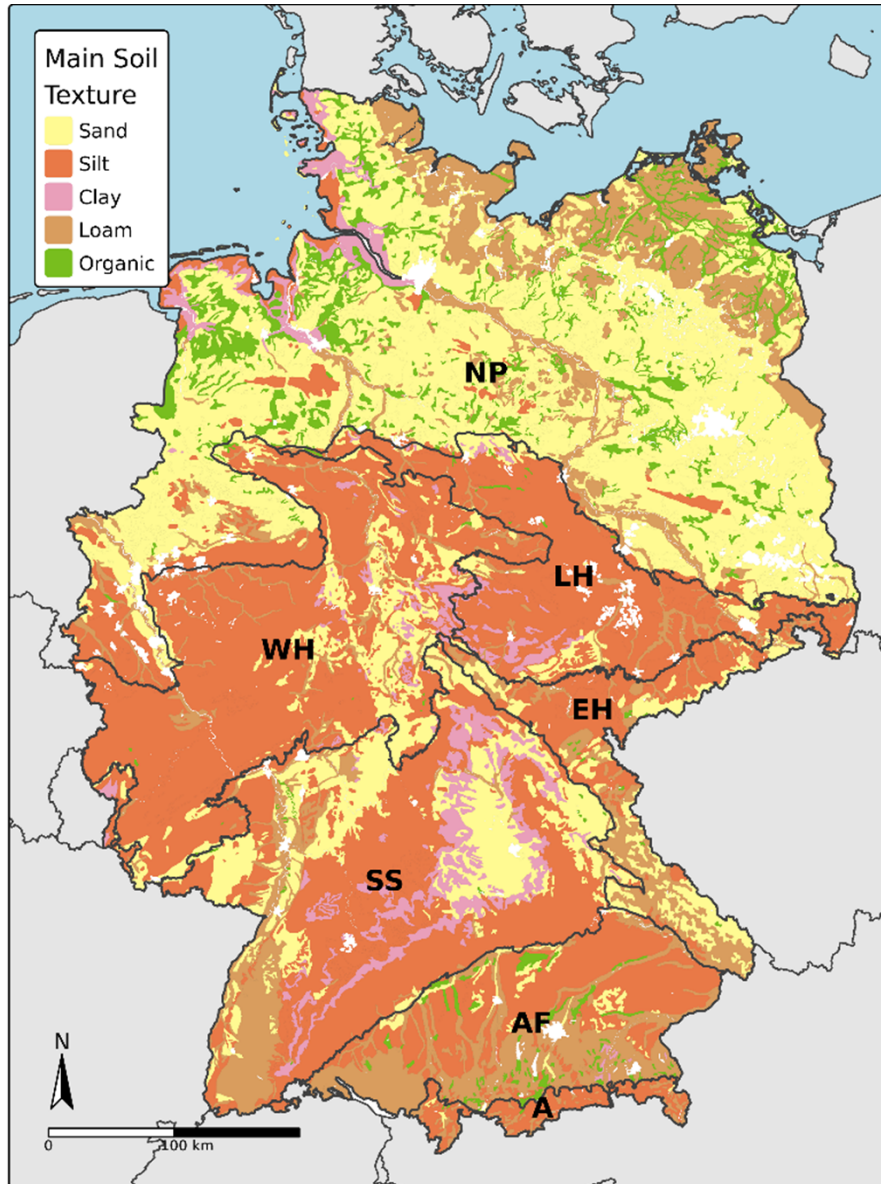 Main Soil
Texture
Sand
Silt
Clay
Loam
Organic
NP
LH
WH
EH
SS
AF
A
N
0 100 km